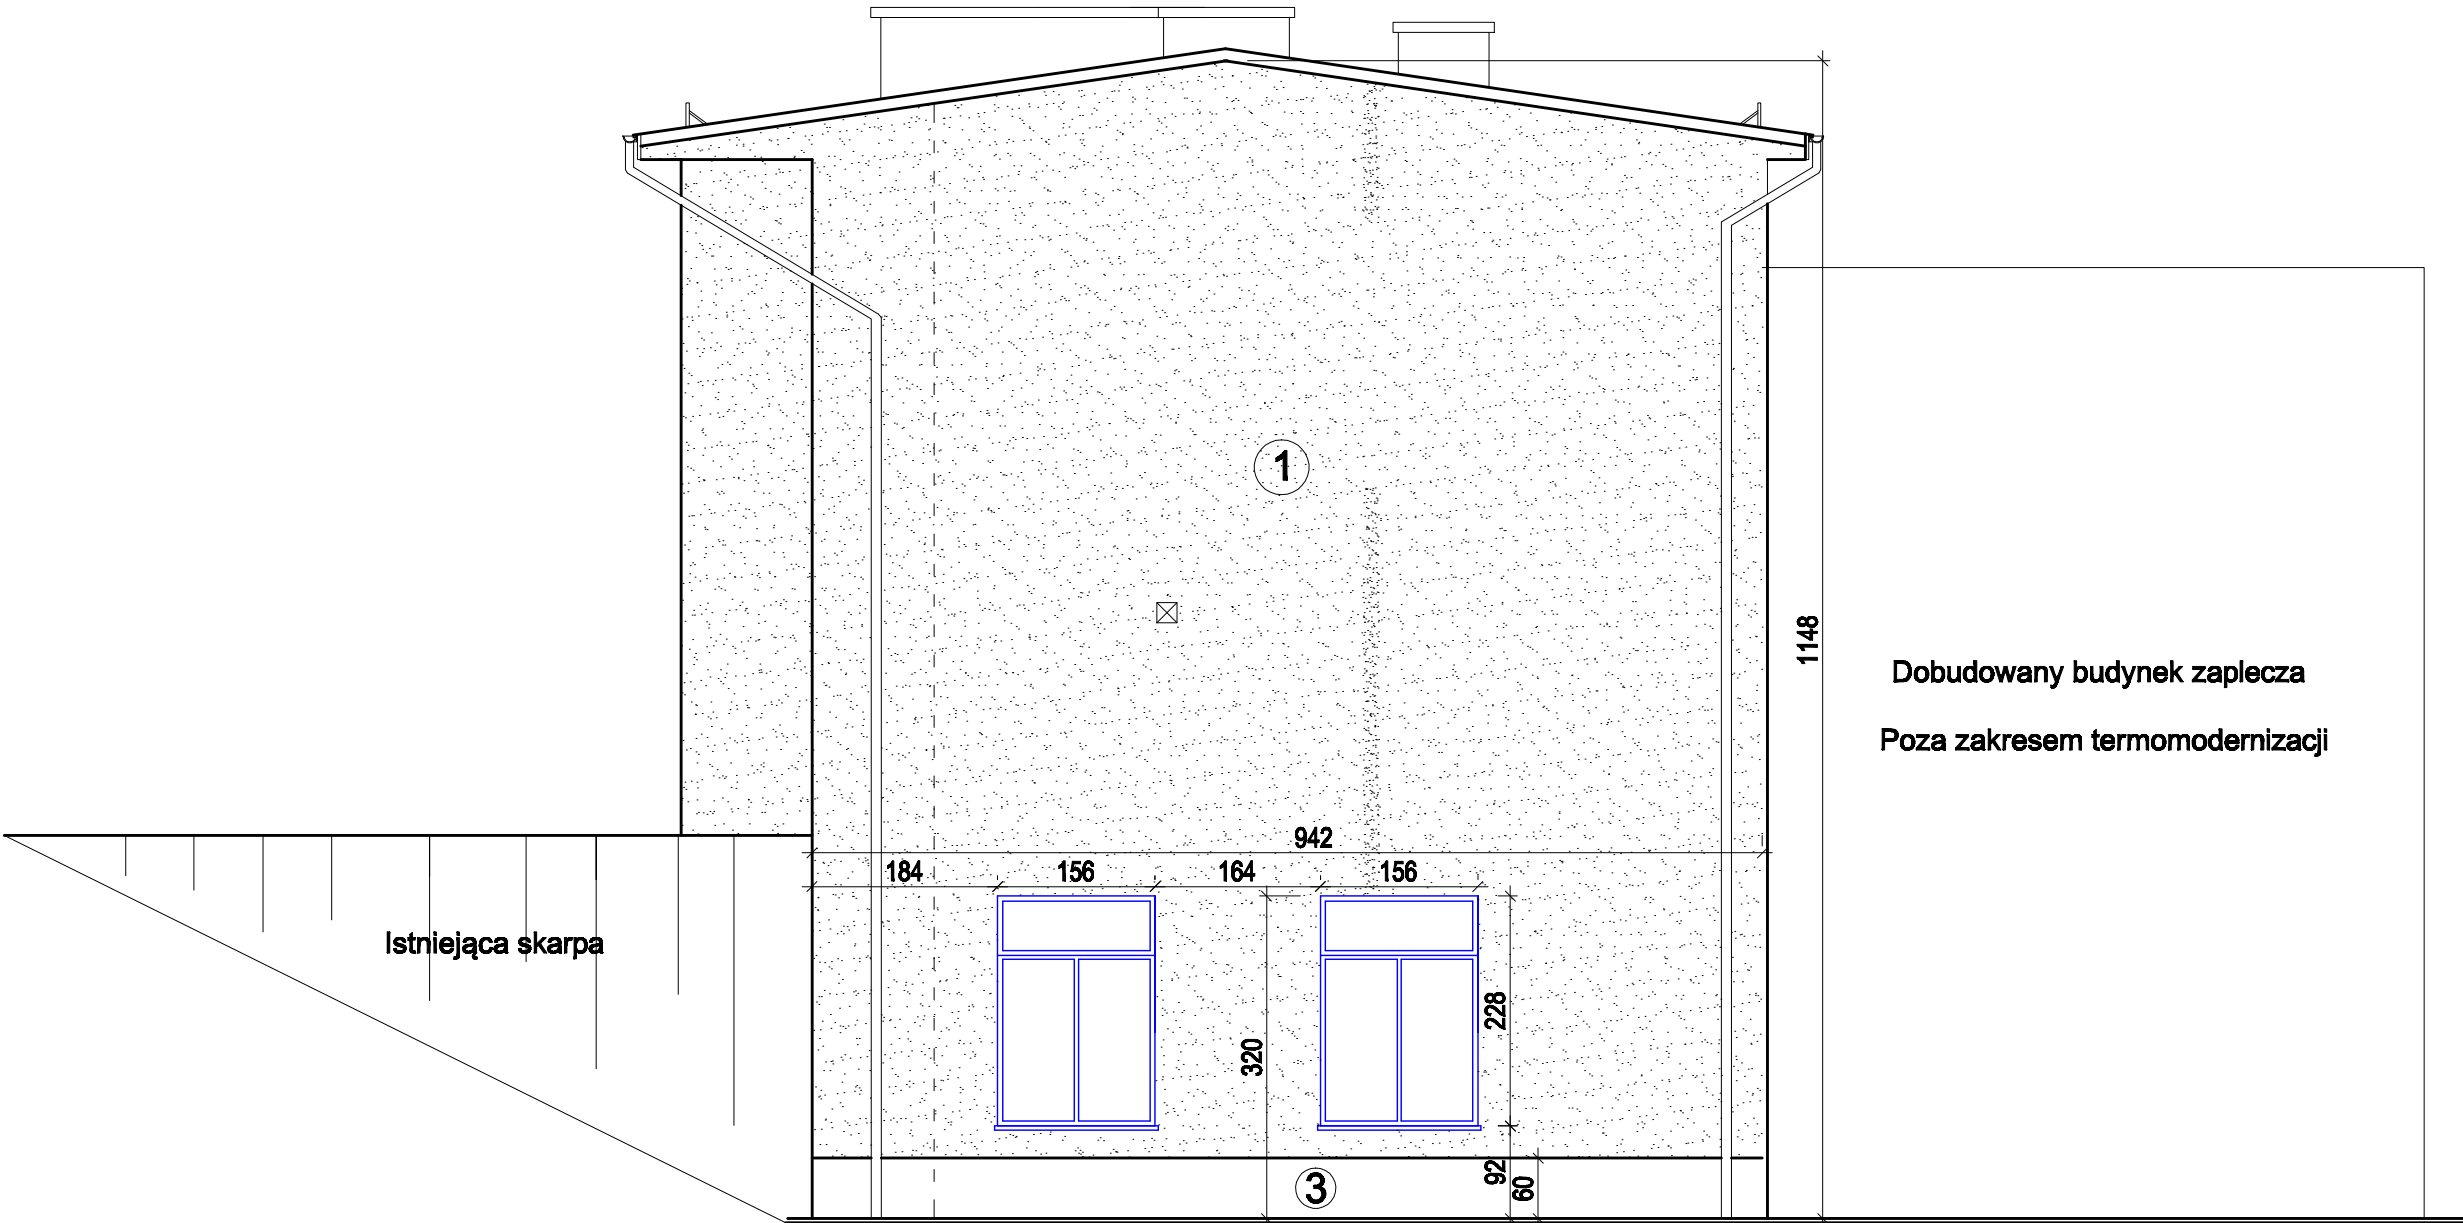 1
1148
Dobudowany budynek zaplecza
Poza zakresem termomodernizacji
942
184 156 164 156
Istniejąca skarpa
228
320
92
60
3